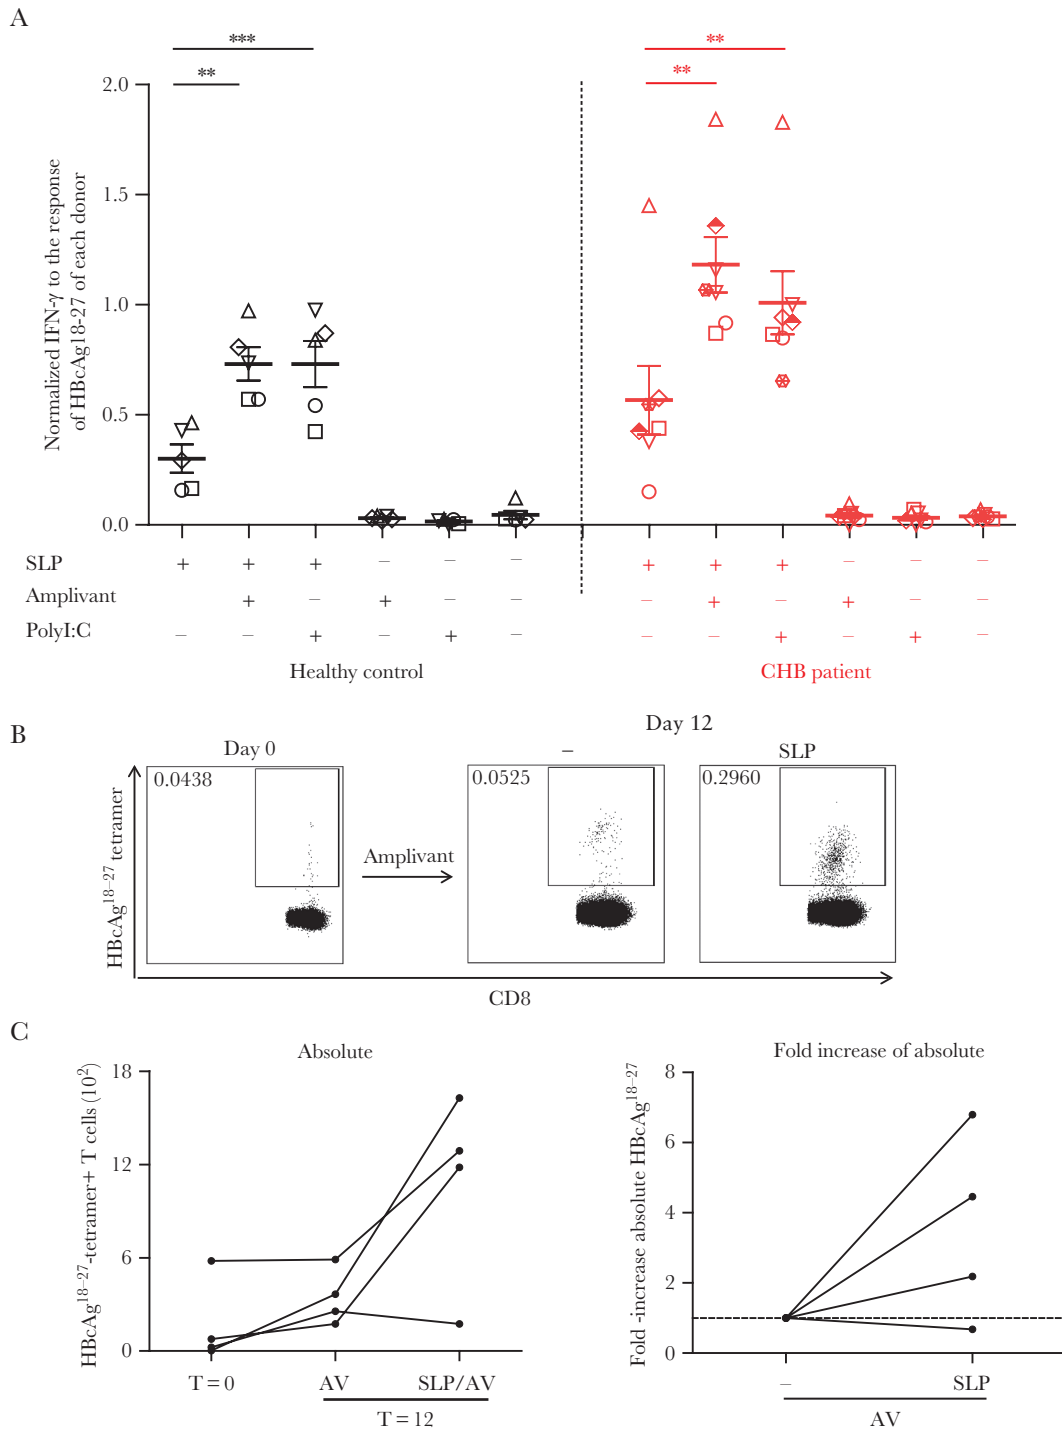 A
*** ** ** **
2.0
1.5
1.0
0.5
0.0
Normalized IFN-γ to the response
of HBcAg18-27 of each donor
SLP + + + – – – + + + – – –
Amplivant – + – + – – – + – + – –
PolyI:C – – + – + – – – + – + –
Healthy control CHB patient
B
Day 12
Day 0 – SLP
0.0438 0.0525 0.2960
Amplivant
HBcAg18–27 tetramer
CD8
C
Absolute Fold increase of absolute
HBcAg18–27-tetramer+ T cells (10²)
18
12
6
0
T = 0 AV SLP/AV
T = 12
Fold -increase absolute HBcAg18–27
8
6
4
2
0
– SLP
AV